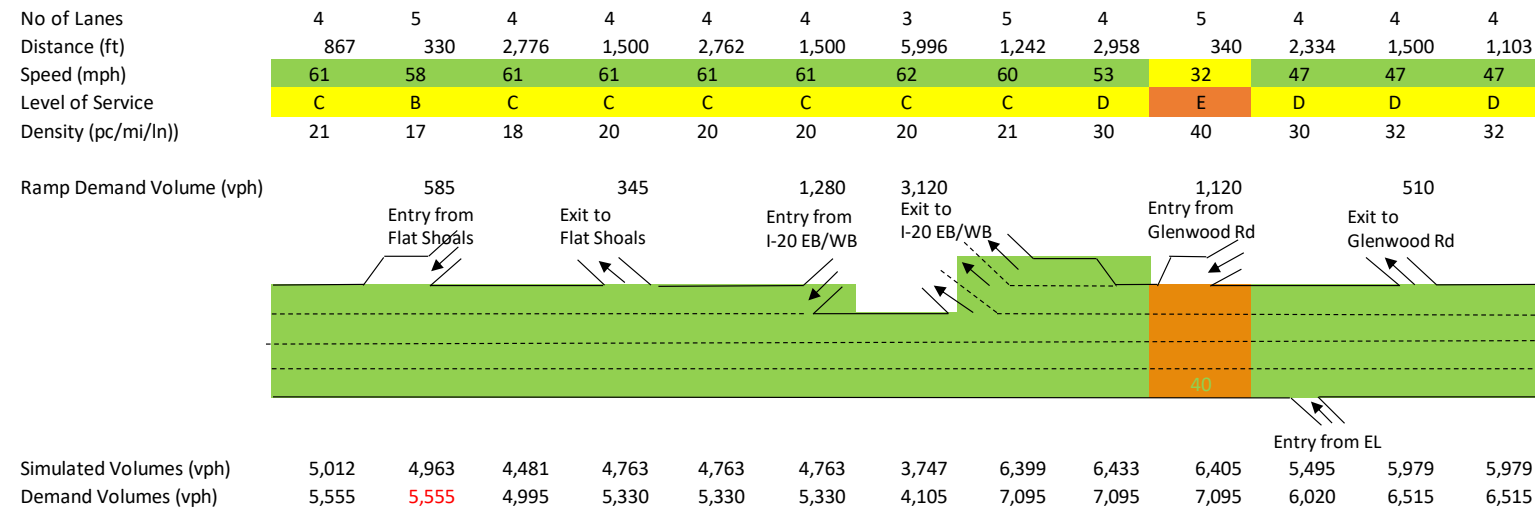 No of Lanes 4 5 4 4 4 4 3 5 4 5 4 4 4
Distance (ft) 867 330 2,776 1,500 2,762 1,500 5,996 1,242 2,958 340 2,334 1,500 1,103
Speed (mph) 61 58 61 61 61 61 62 60 53 32 47 47 47
Level of Service C B C C C C C C D E D D D
Density (pc/mi/ln)) 21 17 18 20 20 20 20 21 30 40 30 32 32
Ramp Demand Volume (vph) 585 345 1,280 3,120 1,120 510
Entry from
Flat Shoals
Exit to
Flat Shoals
Entry from
I-20 EB/WB
Exit to
I-20 EB/WB
Entry from
Glenwood Rd
Exit to
Glenwood Rd
40
Entry from EL
Simulated Volumes (vph) 5,012 4,963 4,481 4,763 4,763 4,763 3,747 6,399 6,433 6,405 5,495 5,979 5,979
Demand Volumes (vph) 5,555 5,555 4,995 5,330 5,330 5,330 4,105 7,095 7,095 7,095 6,020 6,515 6,515